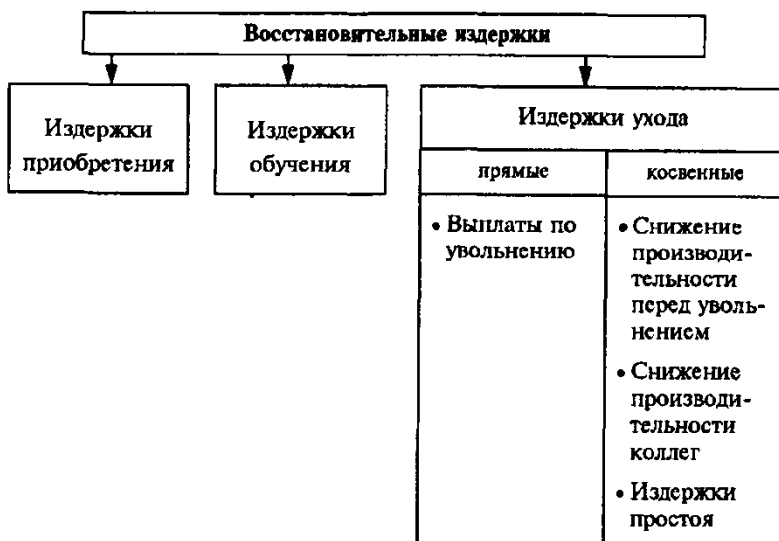 Восстановительные издержки
Издержки
приобретения
Издержки
обучения
Издержки ухода
прямые
косвенные
• Выплаты по
увольнению
• Снижение
производи-
тельности
перед уволь-
нением
• Снижение
производи-
тельности
коллег
• Издержки
простоя